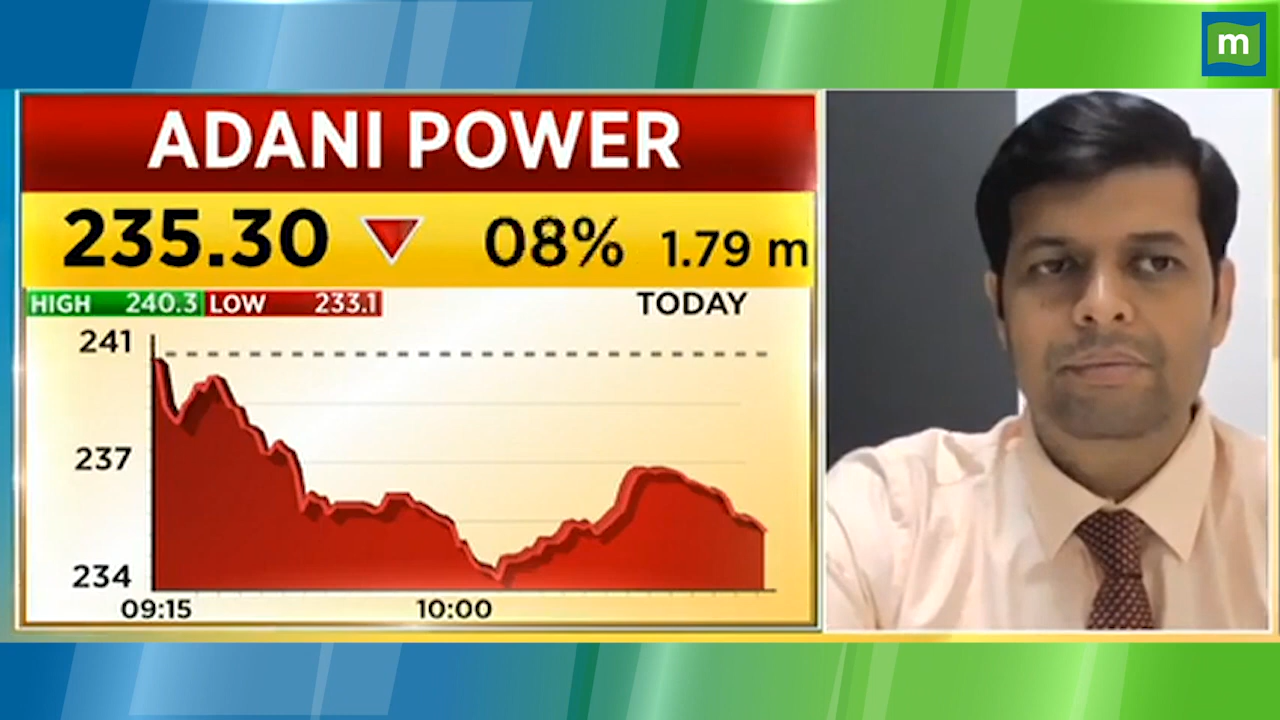 m
ADANI POWER
235.30 08% 1.79 m
HIGH 240.3 LOW 233.1 TODAY
241
237
234
09:15 10:00